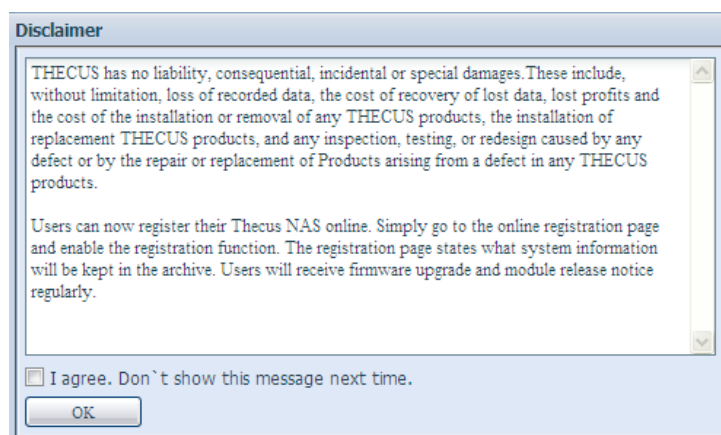 Disclaimer
THECUS has no liability, consequential, incidental or special damages.These include,
without limitation, loss of recorded data, the cost of recovery of lost data, lost profits and
the cost of the installation or removal of any THECUS products, the installation of
replacement THECUS products, and any inspection, testing, or redesign caused by any
defect or by the repair or replacement of Products arising from a defect in any THECUS
products.
Users can now register their Thecus NAS online. Simply go to the online registration page
and enable the registration function. The registration page states what system information
will be kept in the archive. Users will receive firmware upgrade and module release notice
regularly.
I agree. Don`t show this message next time.
OK